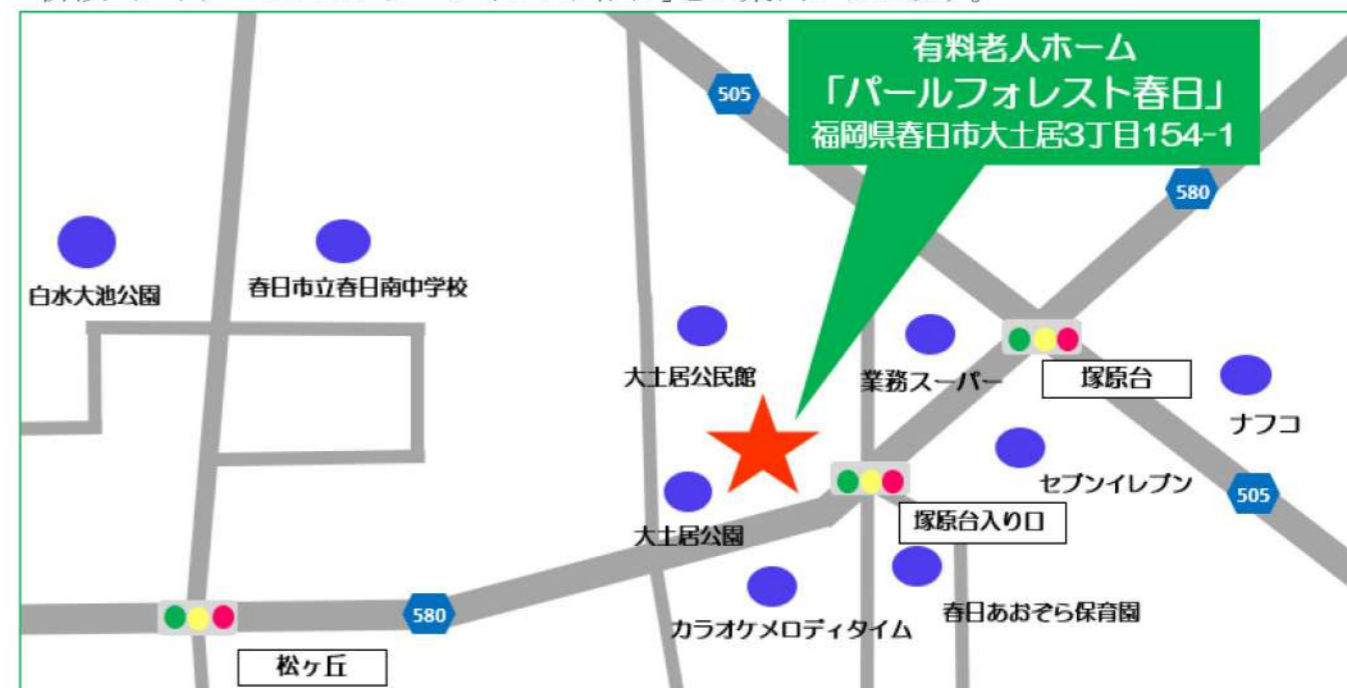 有料老人ホーム
「パールフォレスト春日」
福岡県春日市大土居3丁目154-1
505
580
白水大池公園
春日市立春日南中学校
大土居公民館
業務スーパー
塚原台
ナフコ
セブンイレブン
505
大土居公園
塚原台入り口
580
カラオケメロディタイム
春日あおぞら保育園
松ヶ丘